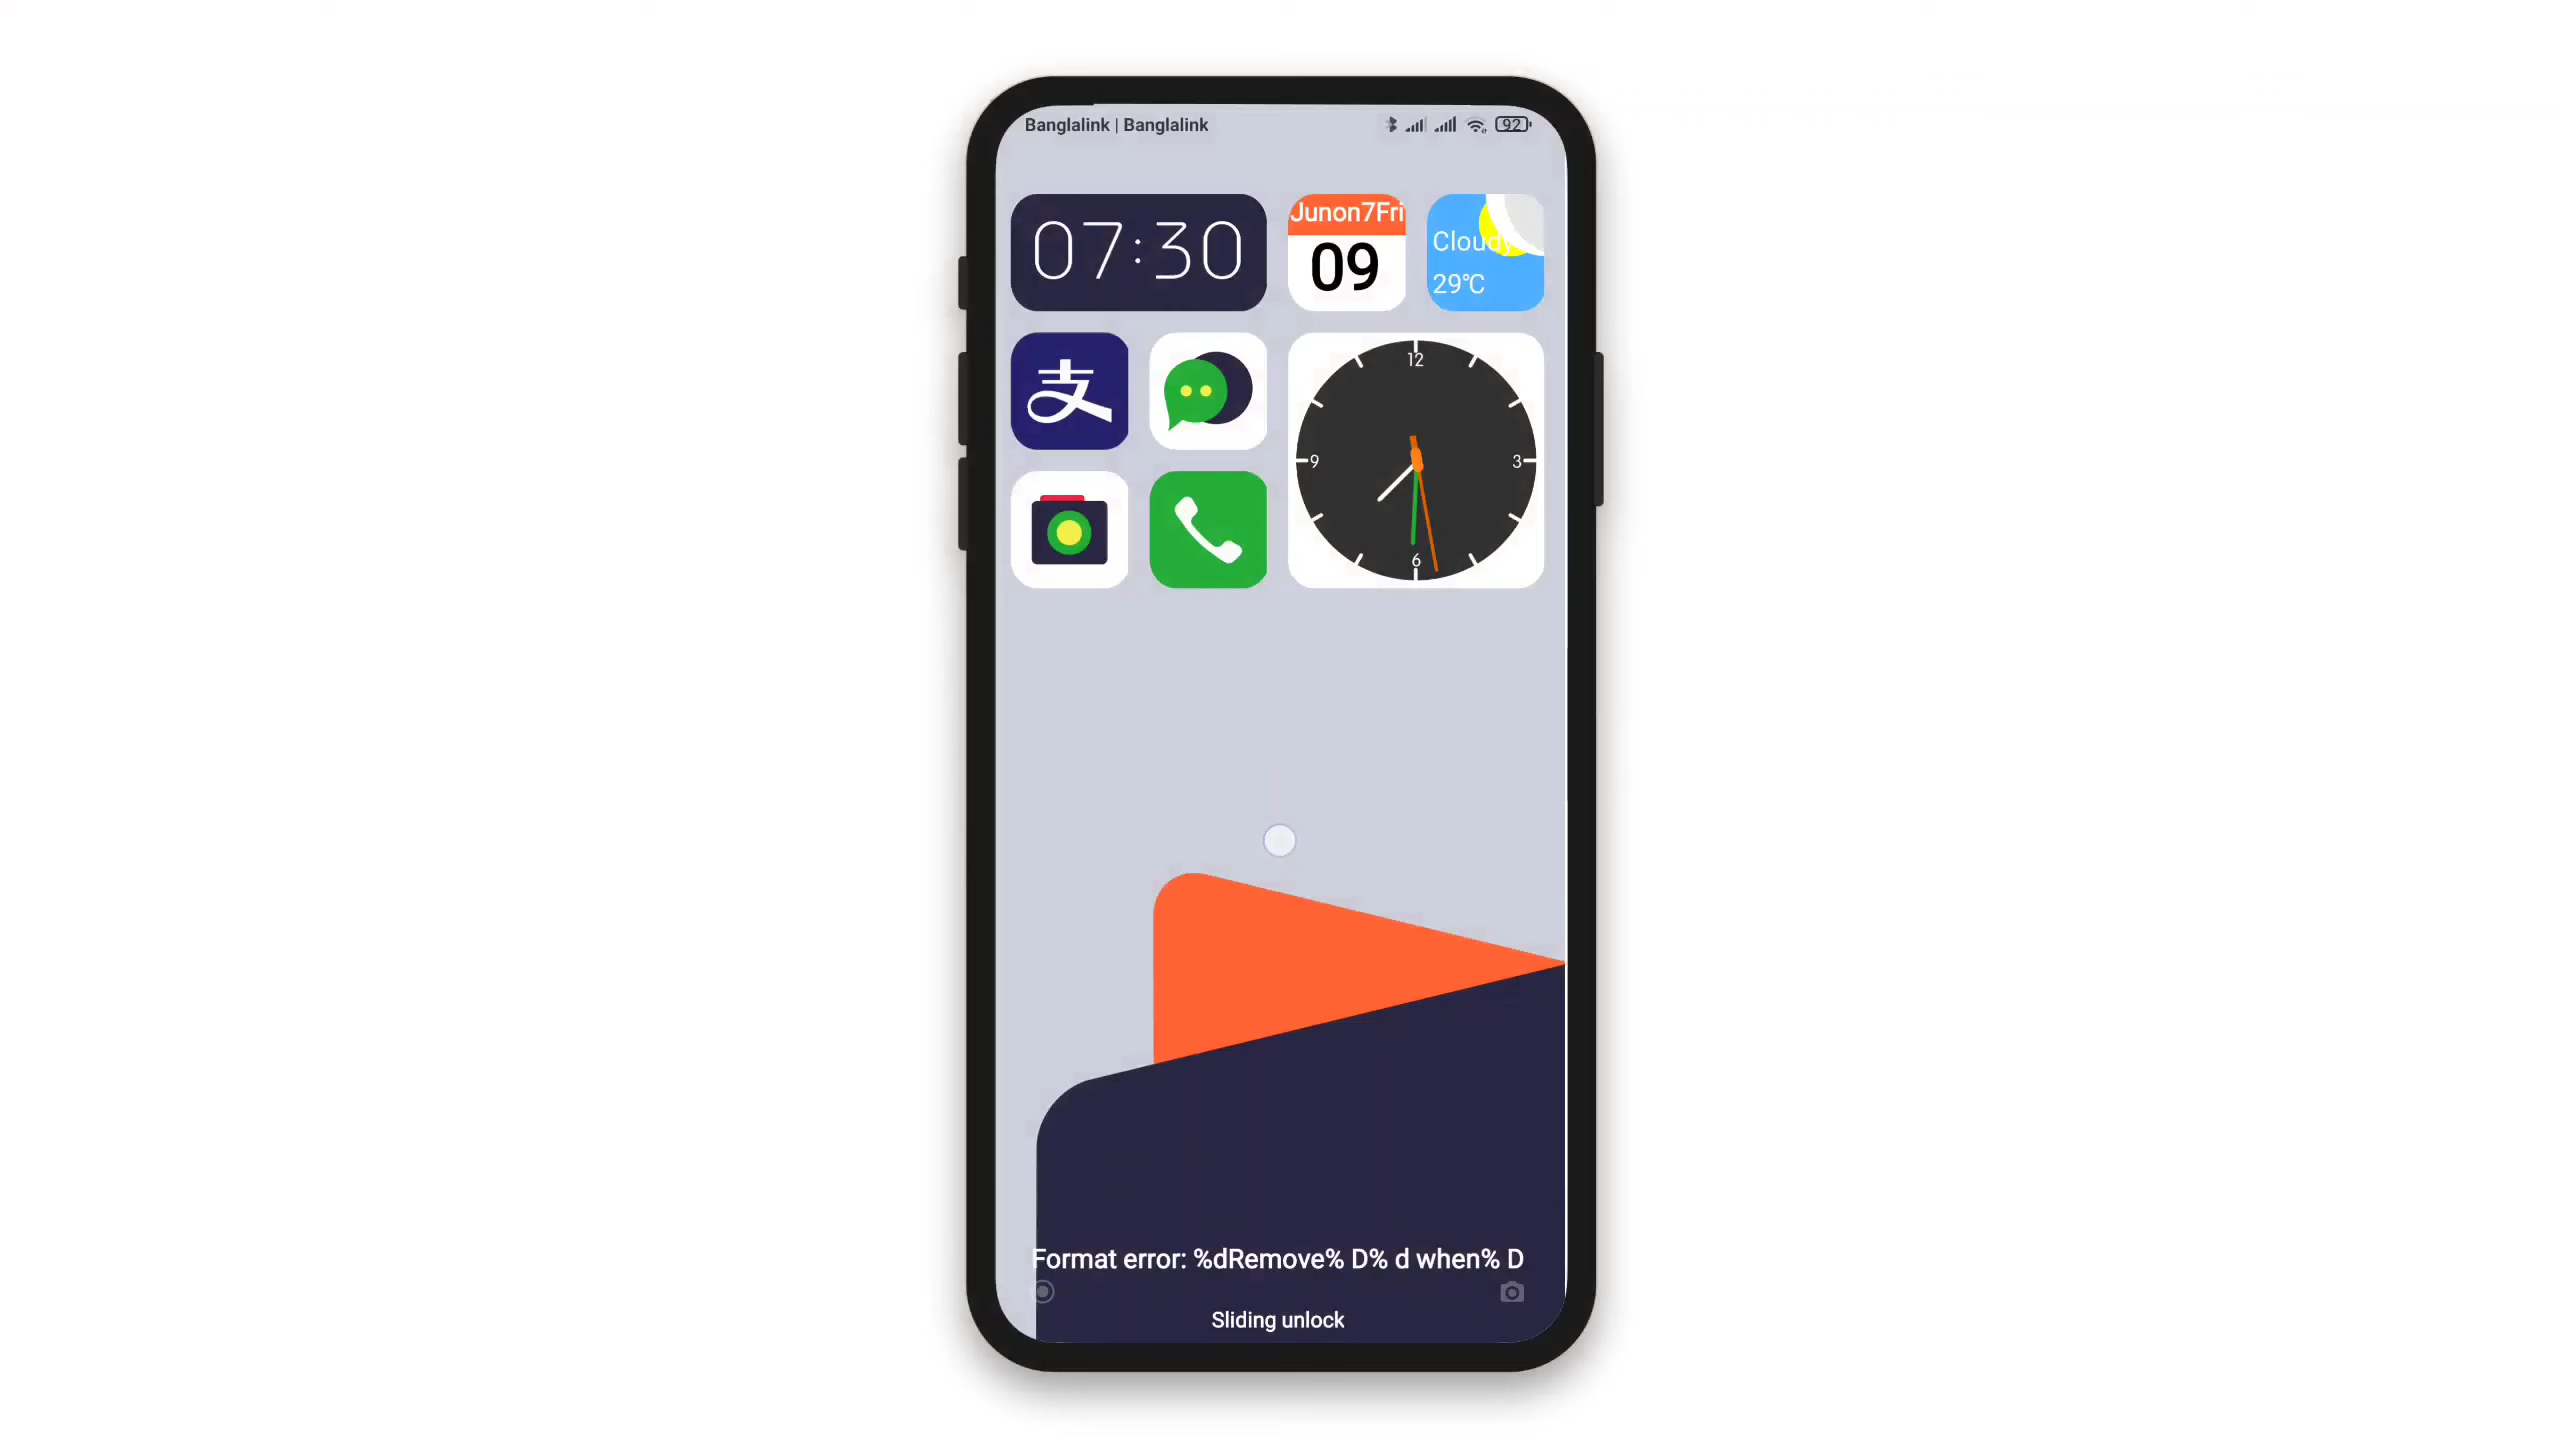 Banglalink | Banglalink
92
07:30
Junon7Fri
09
Cloudy
29℃
支
12
9
3
6
Format error: %dRemove% D% d when% D
Sliding unlock